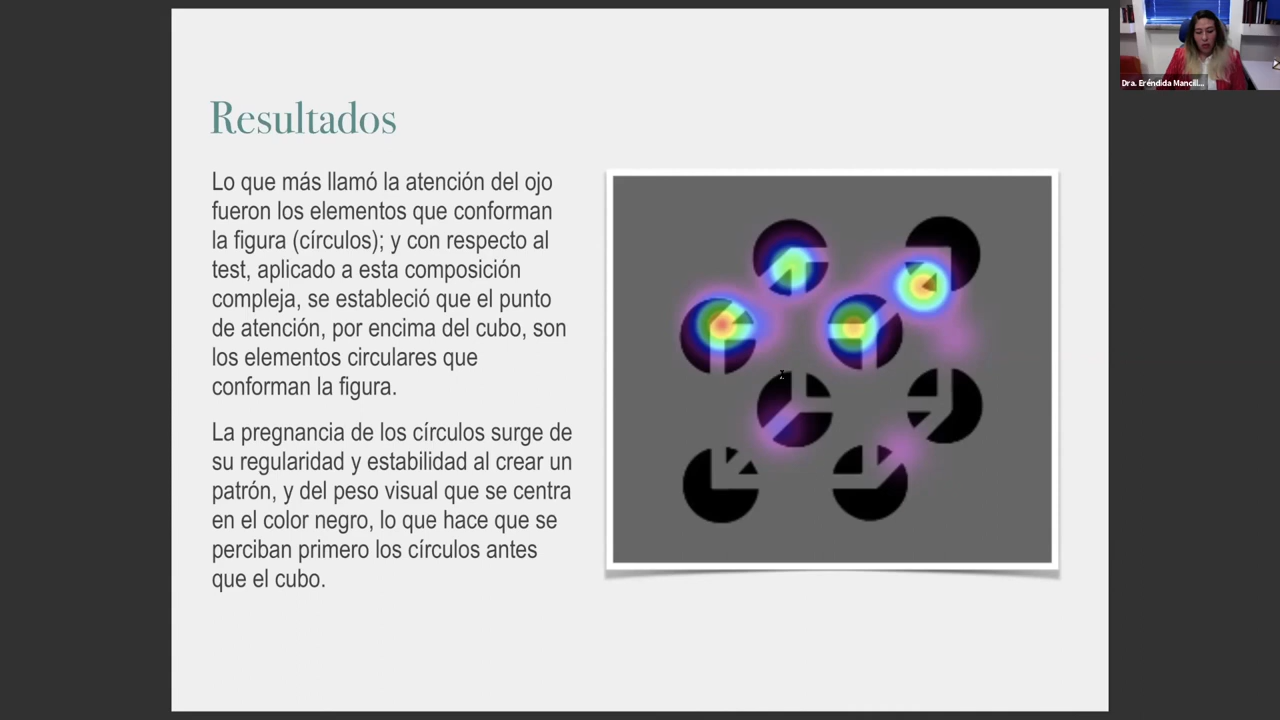 Resultados
Lo que más llamó la atención del ojo
fueron los elementos que conforman
la figura (círculos); y con respecto al
test, aplicado a esta composición
compleja, se estableció que el punto
de atención, por encima del cubo, son
los elementos circulares que
conforman la figura.
La pregnancia de los círculos surge de
su regularidad y estabilidad al crear un
patrón, y del peso visual que se centra
en el color negro, lo que hace que se
perciban primero los círculos antes
que el cubo.
Dra. Eréndida Mancill...